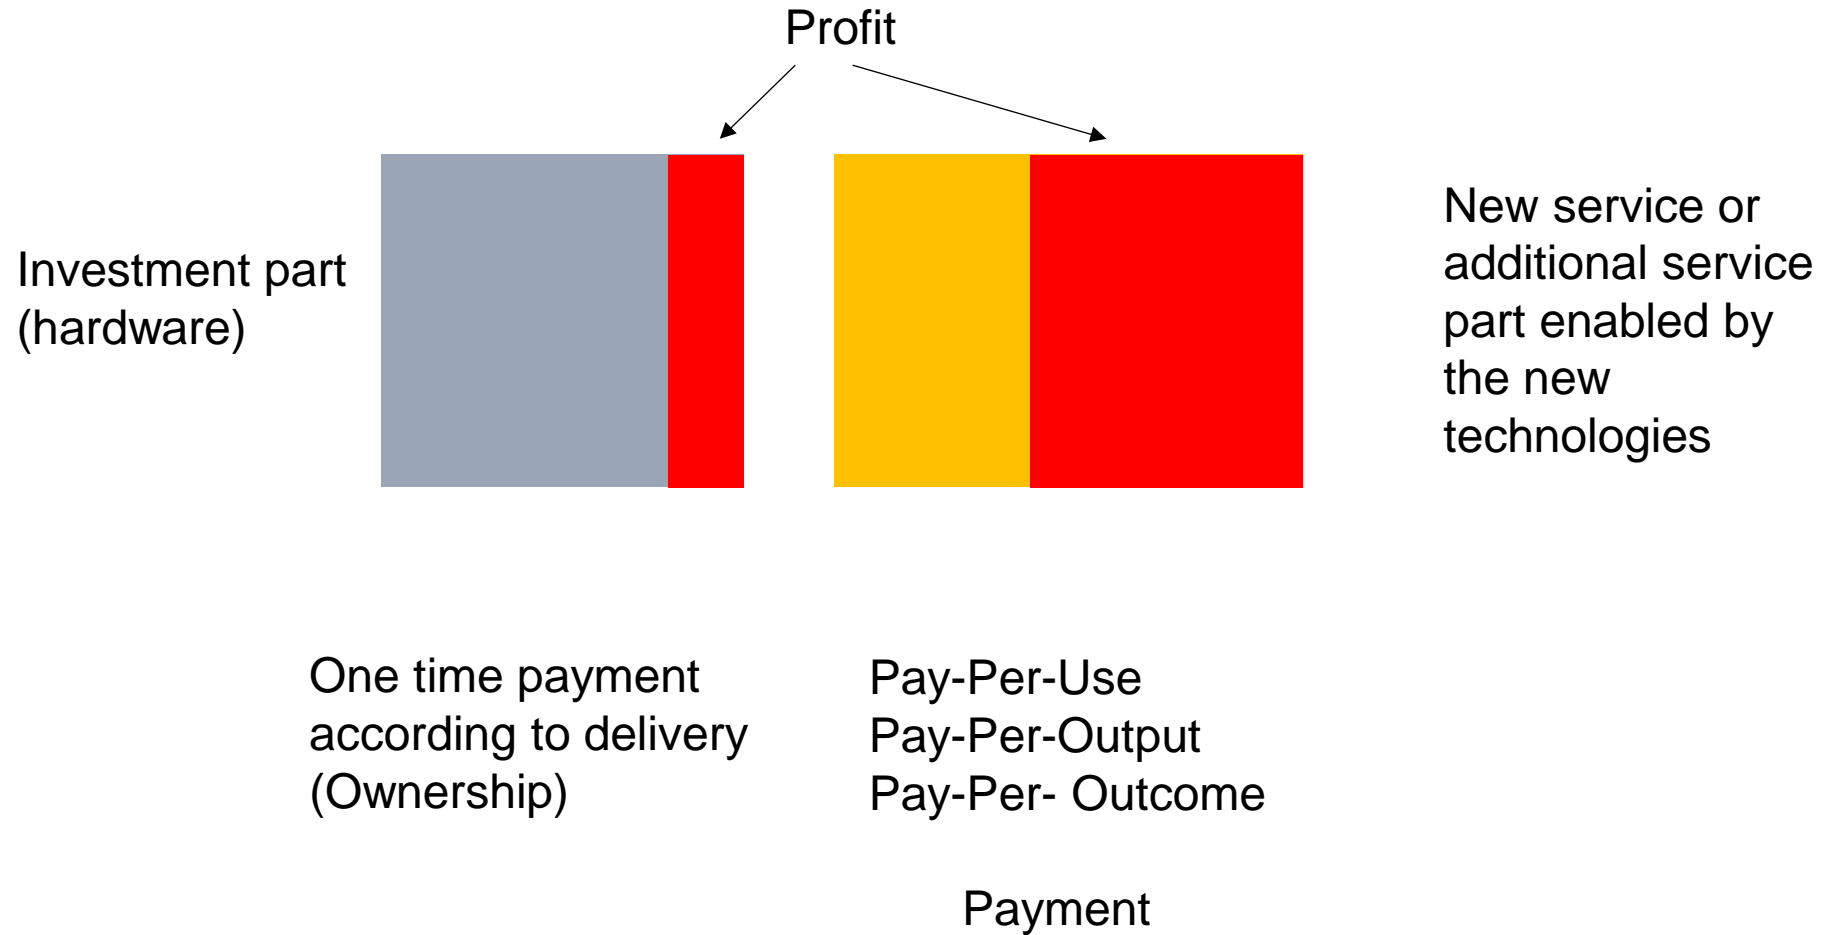 Profit
Investment part
(hardware)
New service or
additional service
part enabled by
the new
technologies
One time payment
according to delivery
(Ownership)
Pay-Per-Use
Pay-Per-Output
Pay-Per- Outcome
Payment